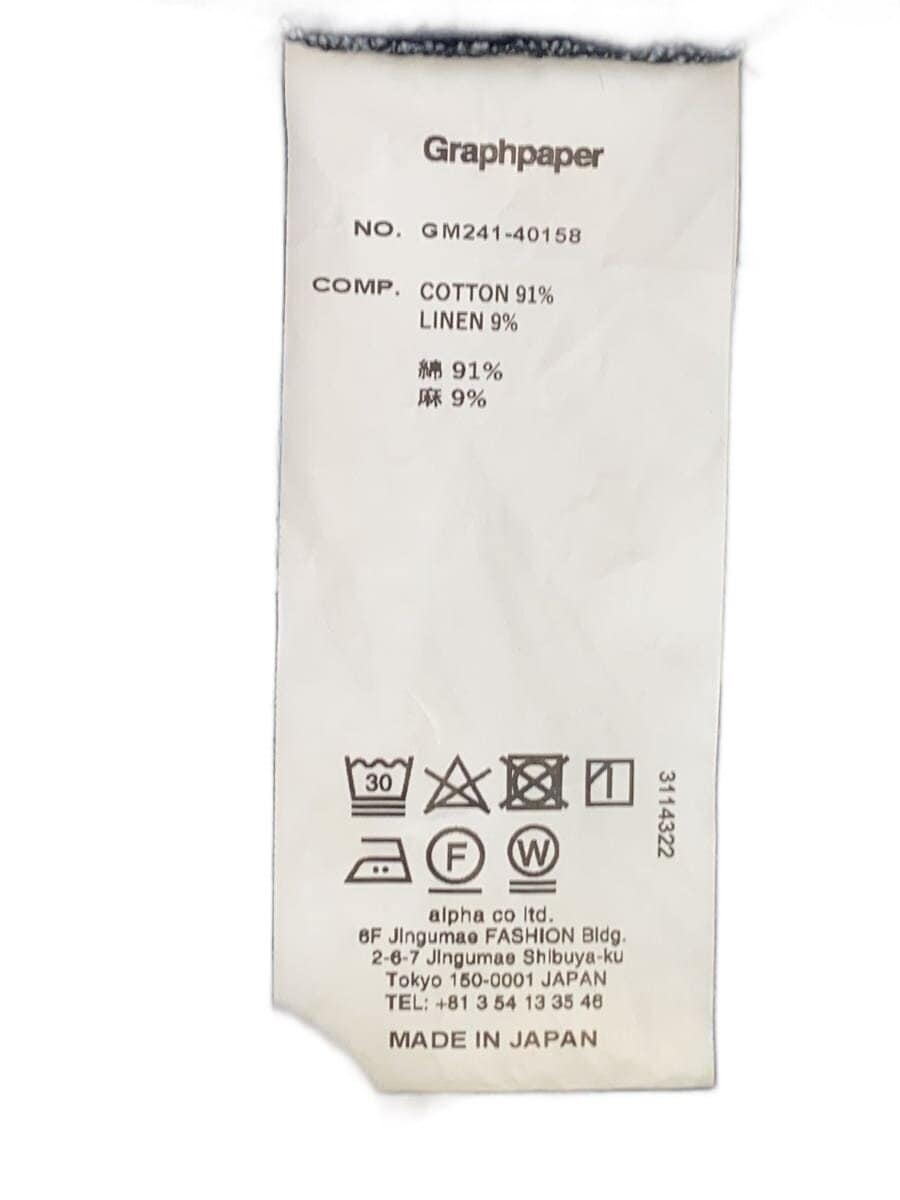 Graphpaper
NO. GM241-40158
COMP. COTTON 91%
LINEN 9%
綿 91%
麻 9%
30
3114322
F W
alpha co ltd.
6F Jingumae FASHION Bldg.
2-6-7 Jingumae Shibuya-ku
Tokyo 150-0001 JAPAN
TEL: +81 3 54 13 35 48
MADE IN JAPAN